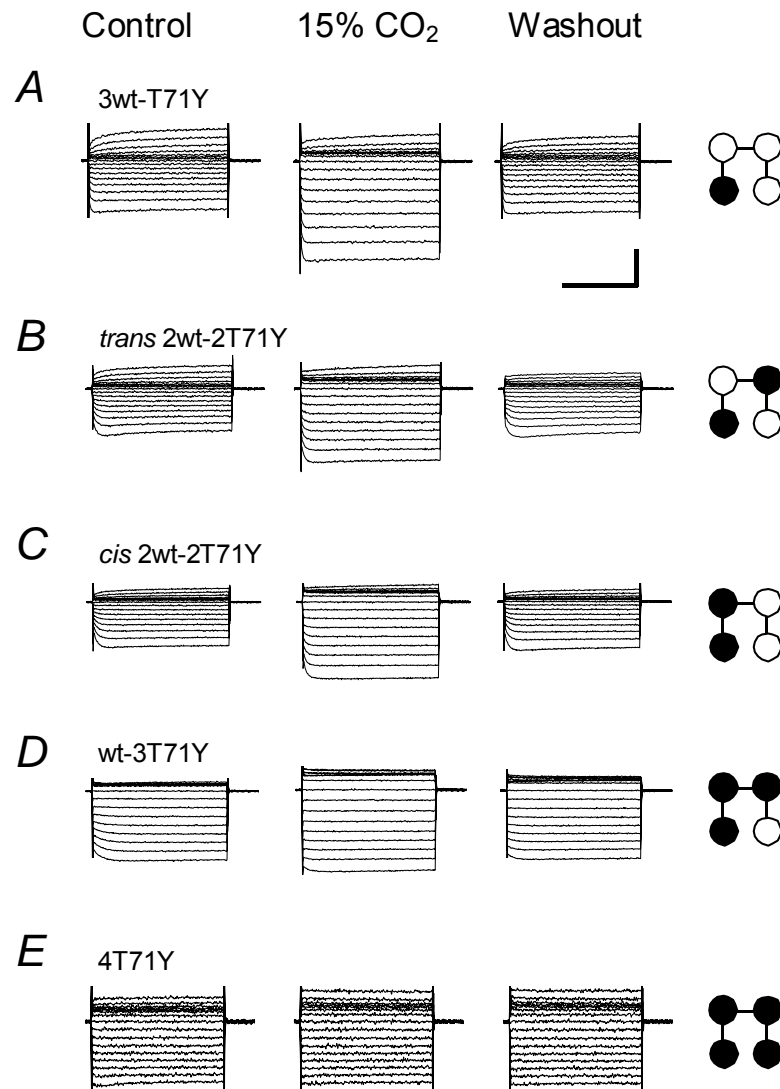 Control 15% CO₂ Washout
A
3wt-T71Y
B
trans 2wt-2T71Y
C
cis 2wt-2T71Y
D
wt-3T71Y
E
4T71Y